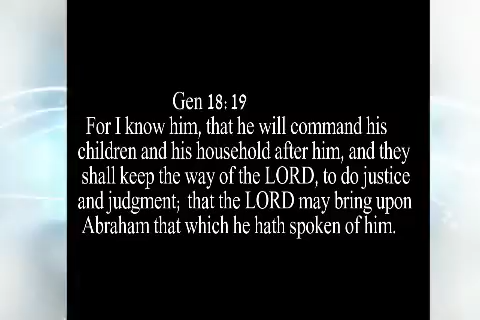 Gen 18:19
For I know him, that he will command his
children and his household after him, and they
shall keep the way of the LORD, to do justice
and judgment; that the LORD may bring upon
Abraham that which he hath spoken of him.